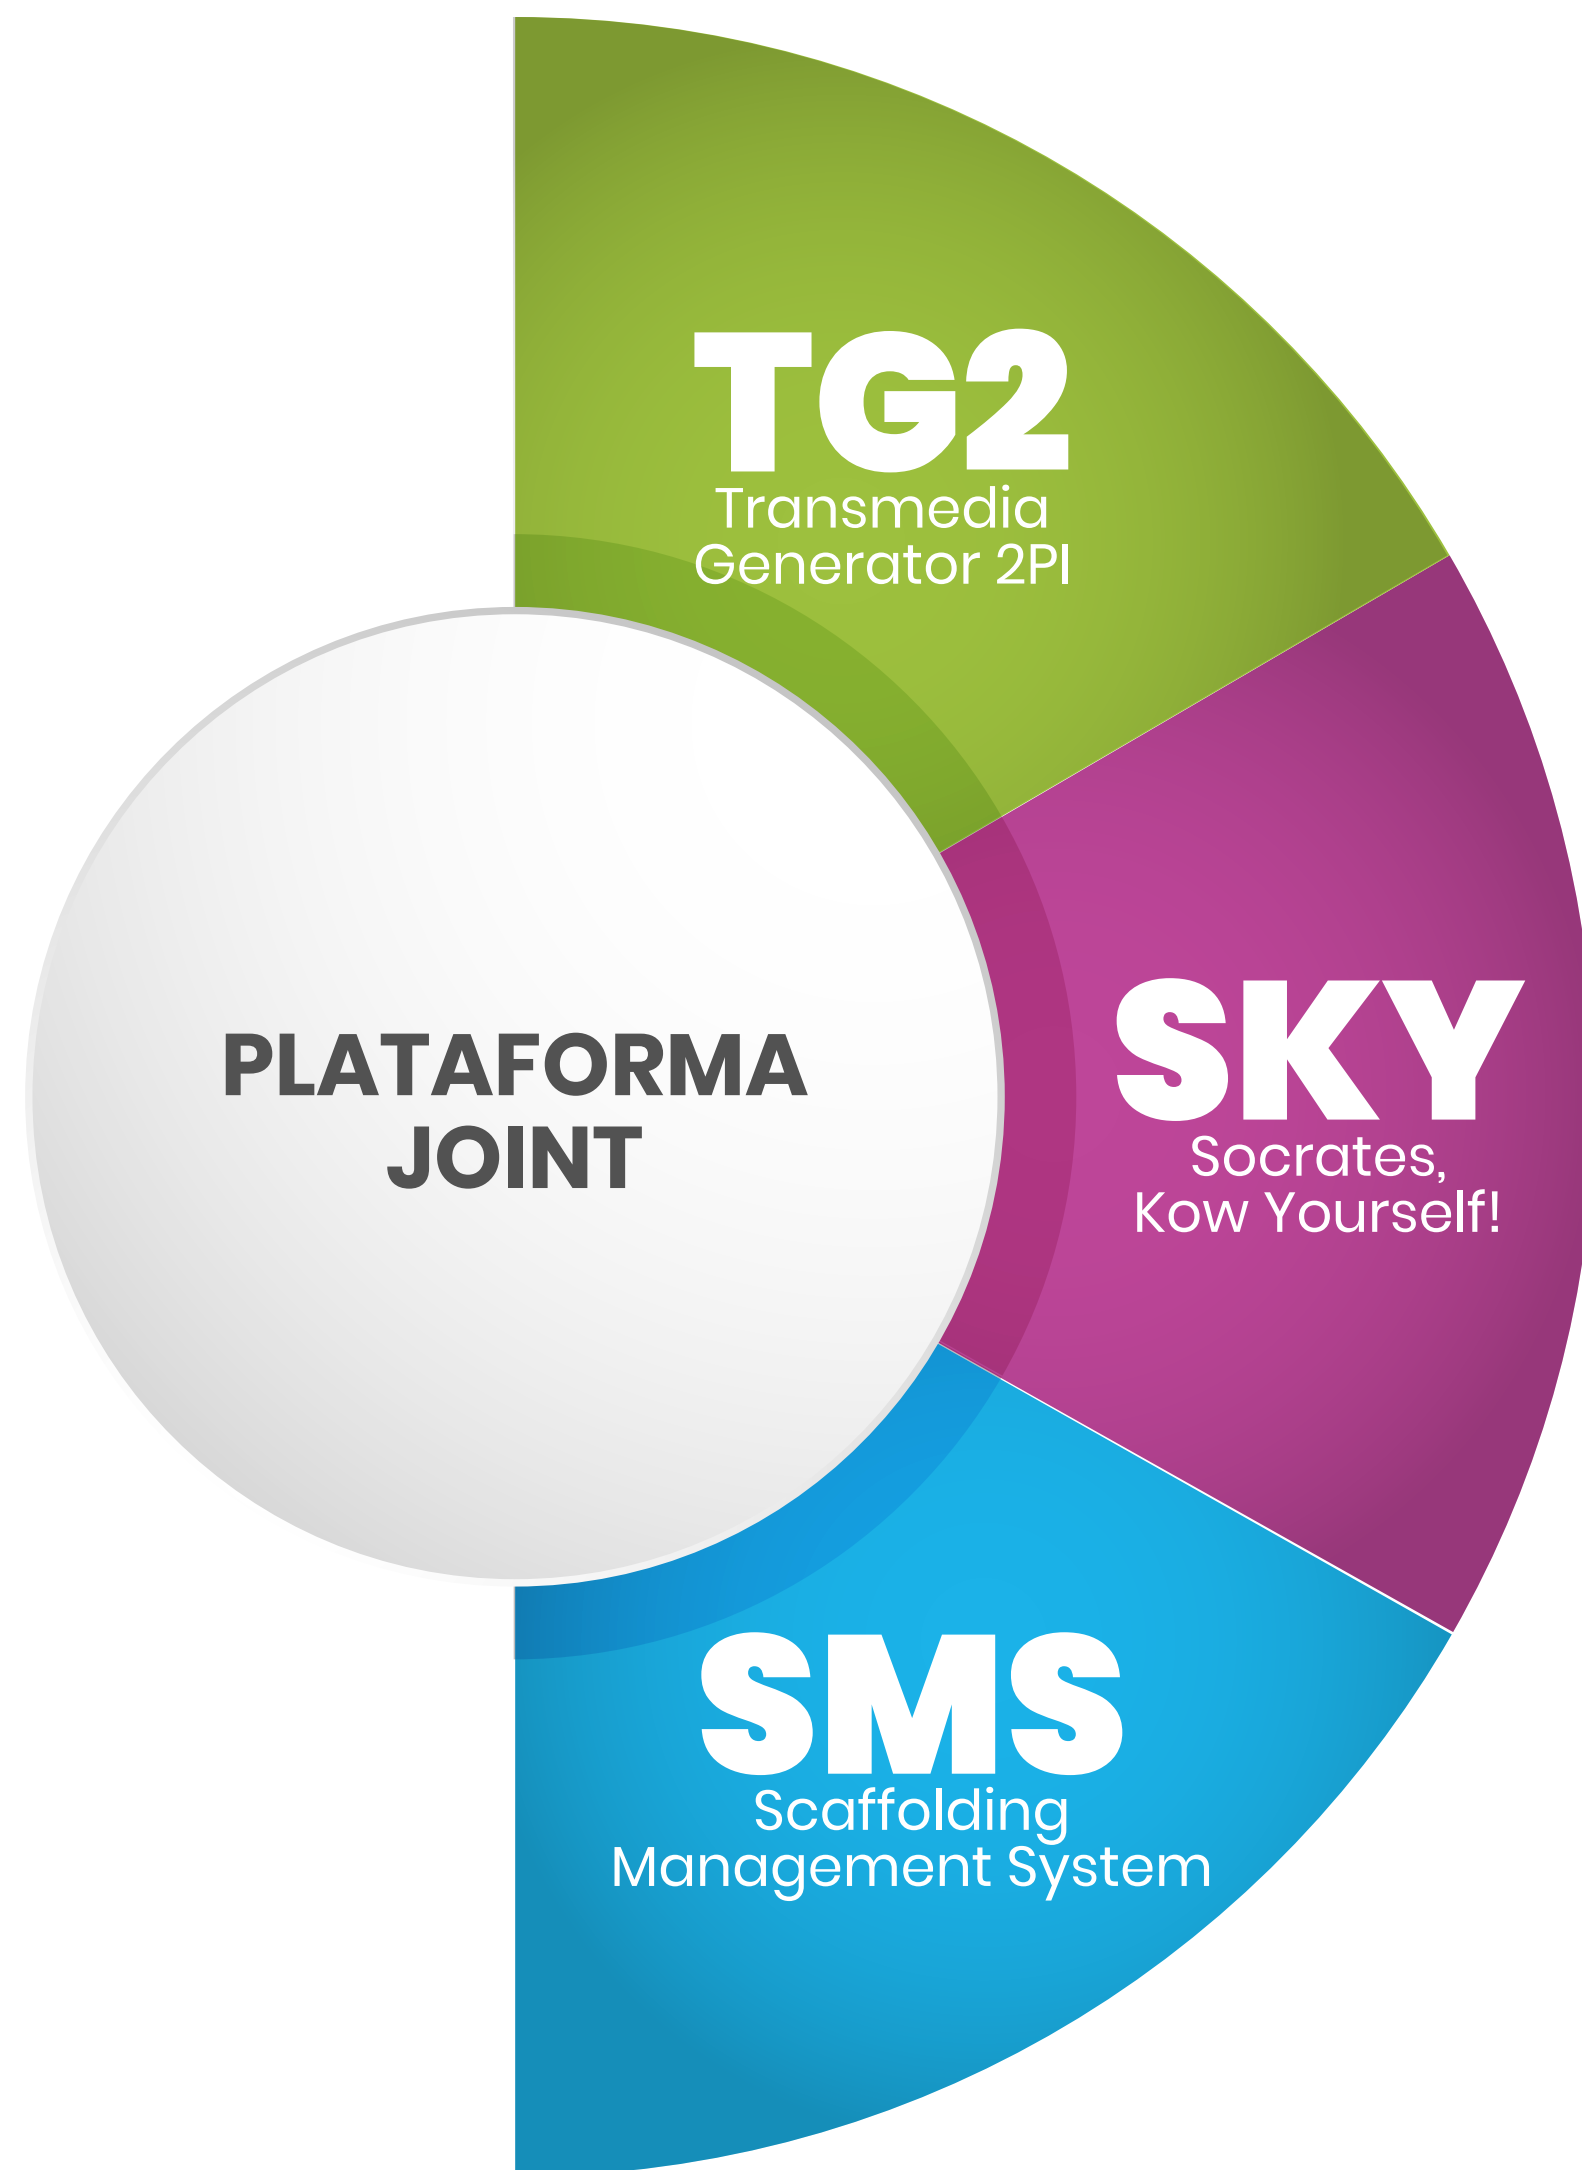 TG2
Transmedia
Generator 2PI
PLATAFORMA
JOINT
SKY
Socrates,
Kow Yourself!
SMS
Scaffolding
Management System